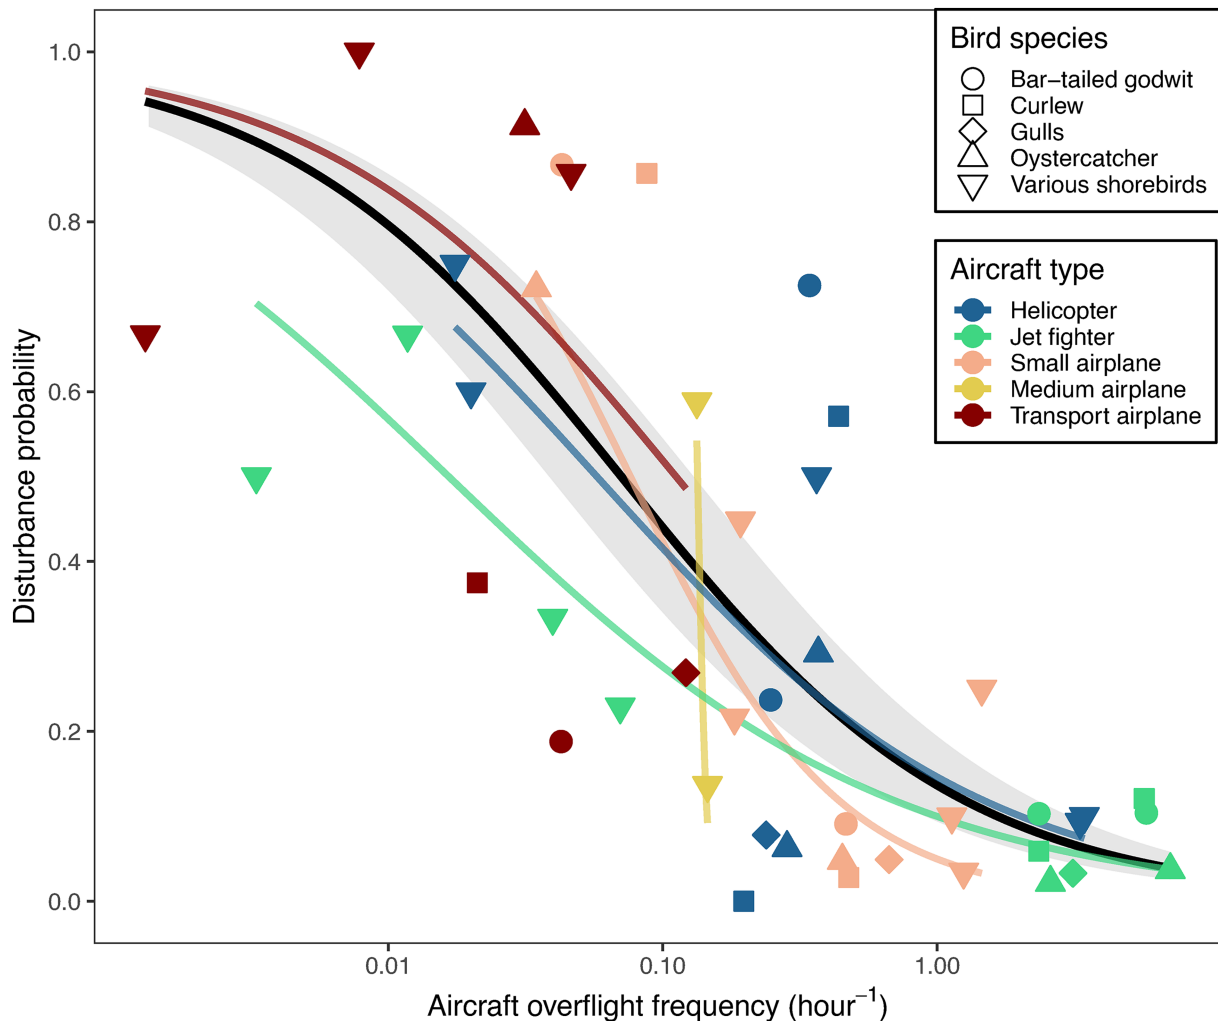 Bird species
Bar−tailed godwit
Curlew
Gulls
Oystercatcher
Various shorebirds
Aircraft type
Helicopter
Jet fighter
Small airplane
Medium airplane
Transport airplane
Disturbance probability
1.0
0.8
0.6
0.4
0.2
0.0
0.01
0.10
1.00
Aircraft overflight frequency (hour⁻¹)